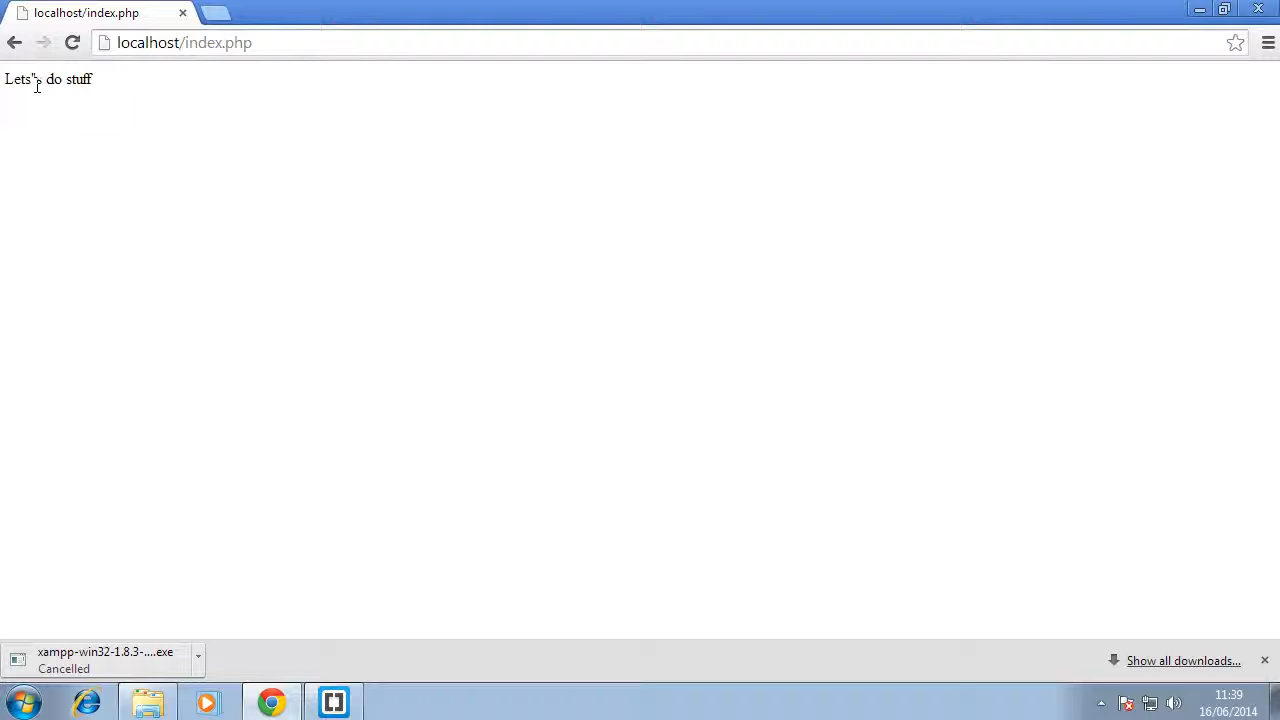 localhost/index.php
localhost/index.php
Lets"s do stuff
xampp-win32-1.8.3-....exe
Cancelled
Show all downloads...
11:39
16/06/2014